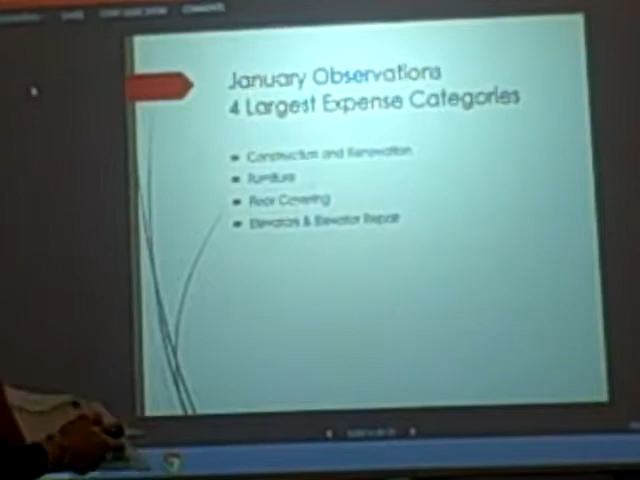 January Observations
4 Largest Expense Categories
Construction and Renovation
Furniture
Floor Covering
Elevators & Elevator Repair